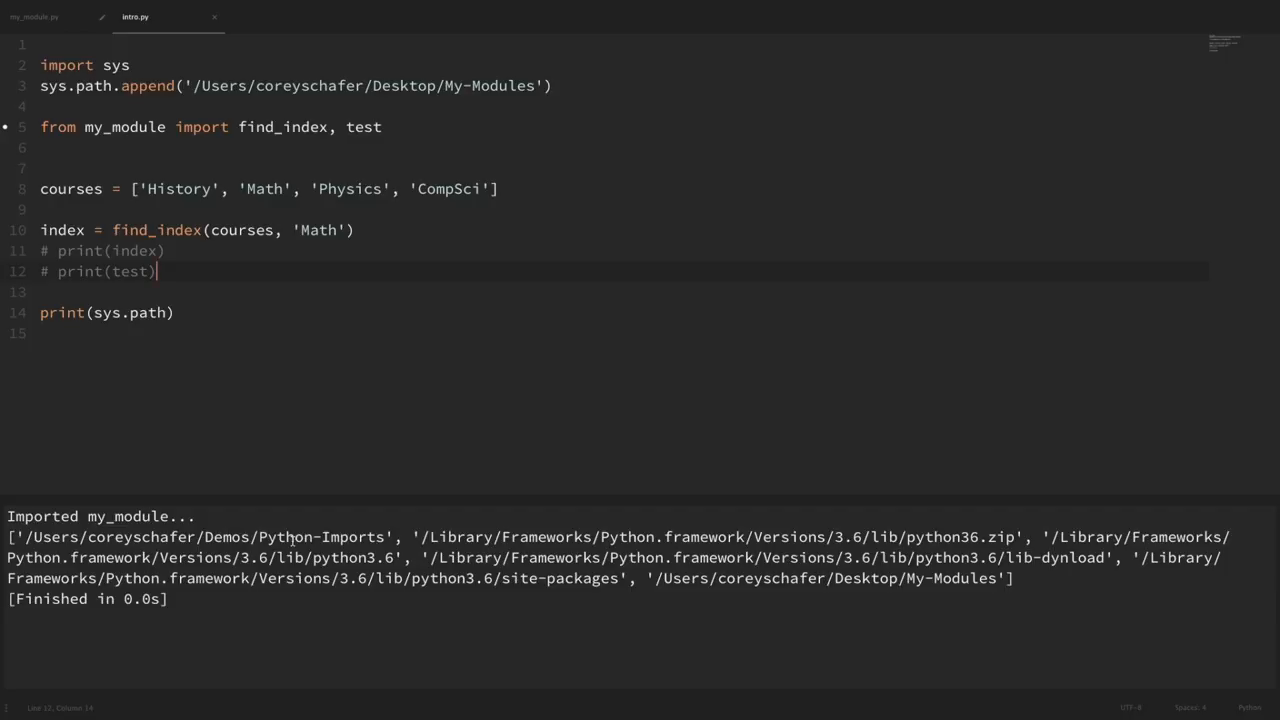 my_module.py
intro.py
1
2 import sys
3 sys.path.append('/Users/coreyschafer/Desktop/My-Modules')
4
5 from my_module import find_index, test
6
7
8 courses = ['History', 'Math', 'Physics', 'CompSci']
9
10 index = find_index(courses, 'Math')
11 # print(index)
12 # print(test)
13
14 print(sys.path)
15
Imported my_module...
['/Users/coreyschafer/Demos/Python-Imports', '/Library/Frameworks/Python.framework/Versions/3.6/lib/python36.zip', '/Library/Frameworks/
Python.framework/Versions/3.6/lib/python3.6', '/Library/Frameworks/Python.framework/Versions/3.6/lib/python3.6/lib-dynload', '/Library/
Frameworks/Python.framework/Versions/3.6/lib/python3.6/site-packages', '/Users/coreyschafer/Desktop/My-Modules']
[Finished in 0.0s]
Line 12, Column 14
UTF-8
Spaces: 4
Python